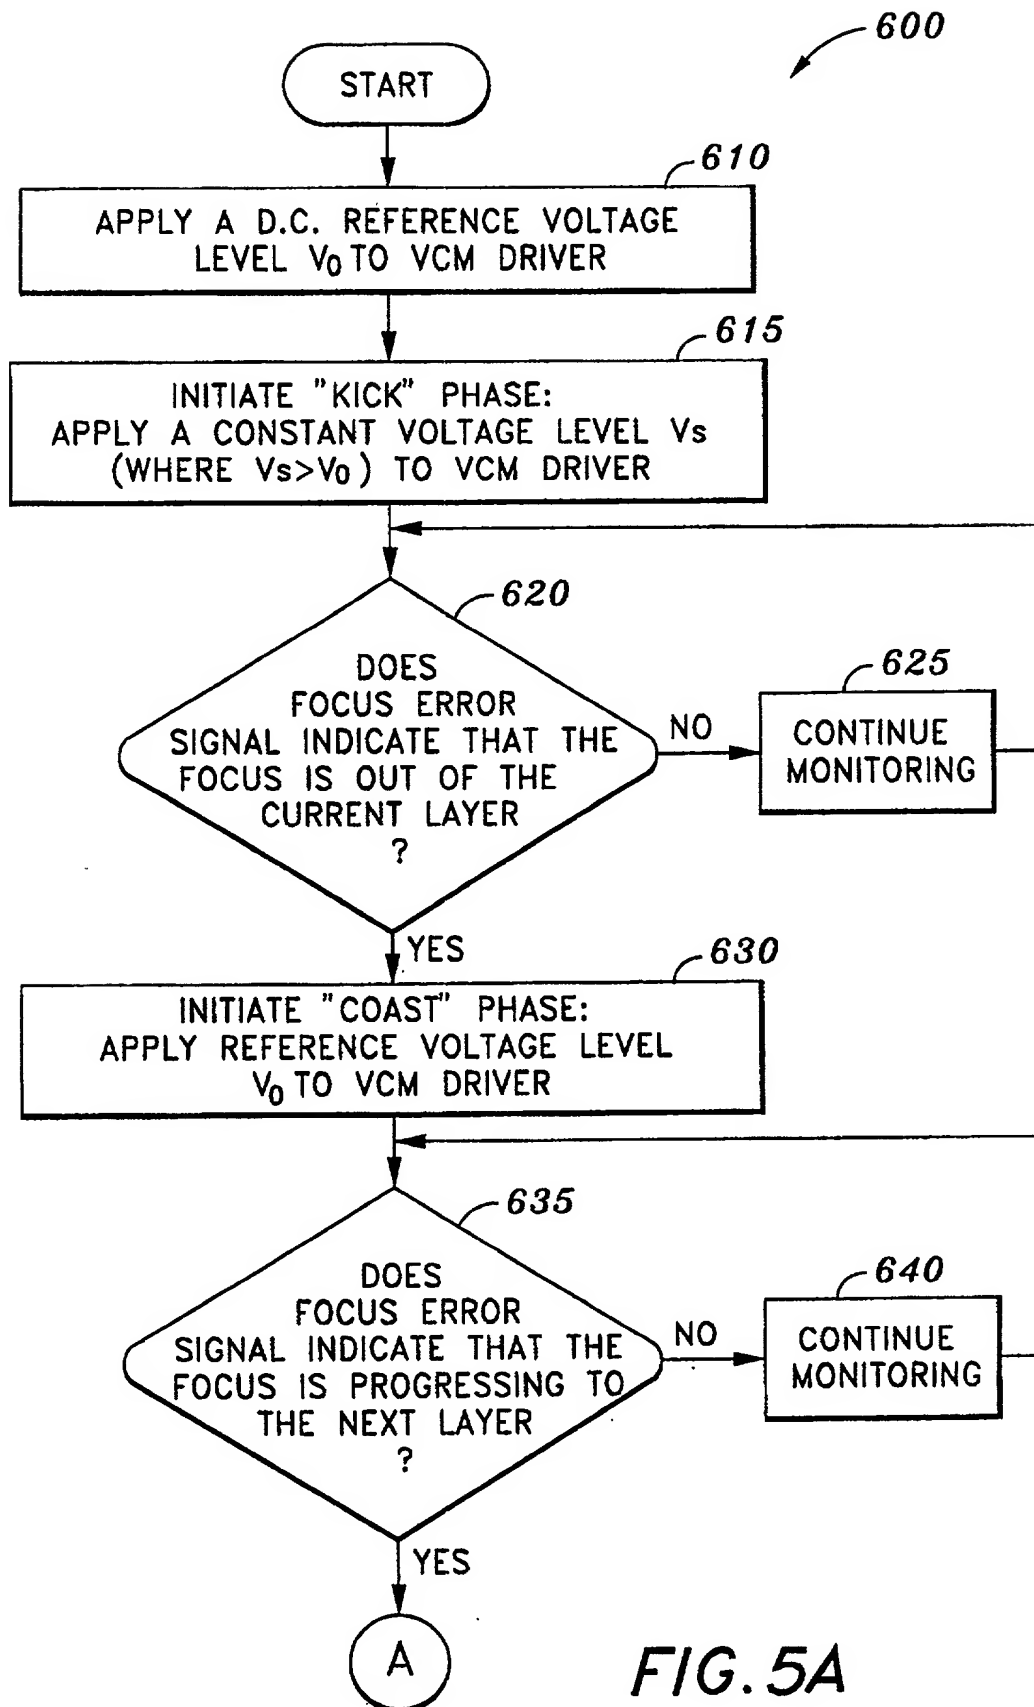 600
START
610
APPLY A D.C. REFERENCE VOLTAGE
LEVEL V0 TO VCM DRIVER
615
INITIATE "KICK" PHASE:
APPLY A CONSTANT VOLTAGE LEVEL Vs
(WHERE Vs>V0) TO VCM DRIVER
620
DOES
FOCUS ERROR
SIGNAL INDICATE THAT THE
FOCUS IS OUT OF THE
CURRENT LAYER
?
NO
625
CONTINUE
MONITORING
YES
630
INITIATE "COAST" PHASE:
APPLY REFERENCE VOLTAGE LEVEL
V0 TO VCM DRIVER
635
DOES
FOCUS ERROR
SIGNAL INDICATE THAT THE
FOCUS IS PROGRESSING TO
THE NEXT LAYER
?
NO
640
CONTINUE
MONITORING
YES
A
FIG. 5A